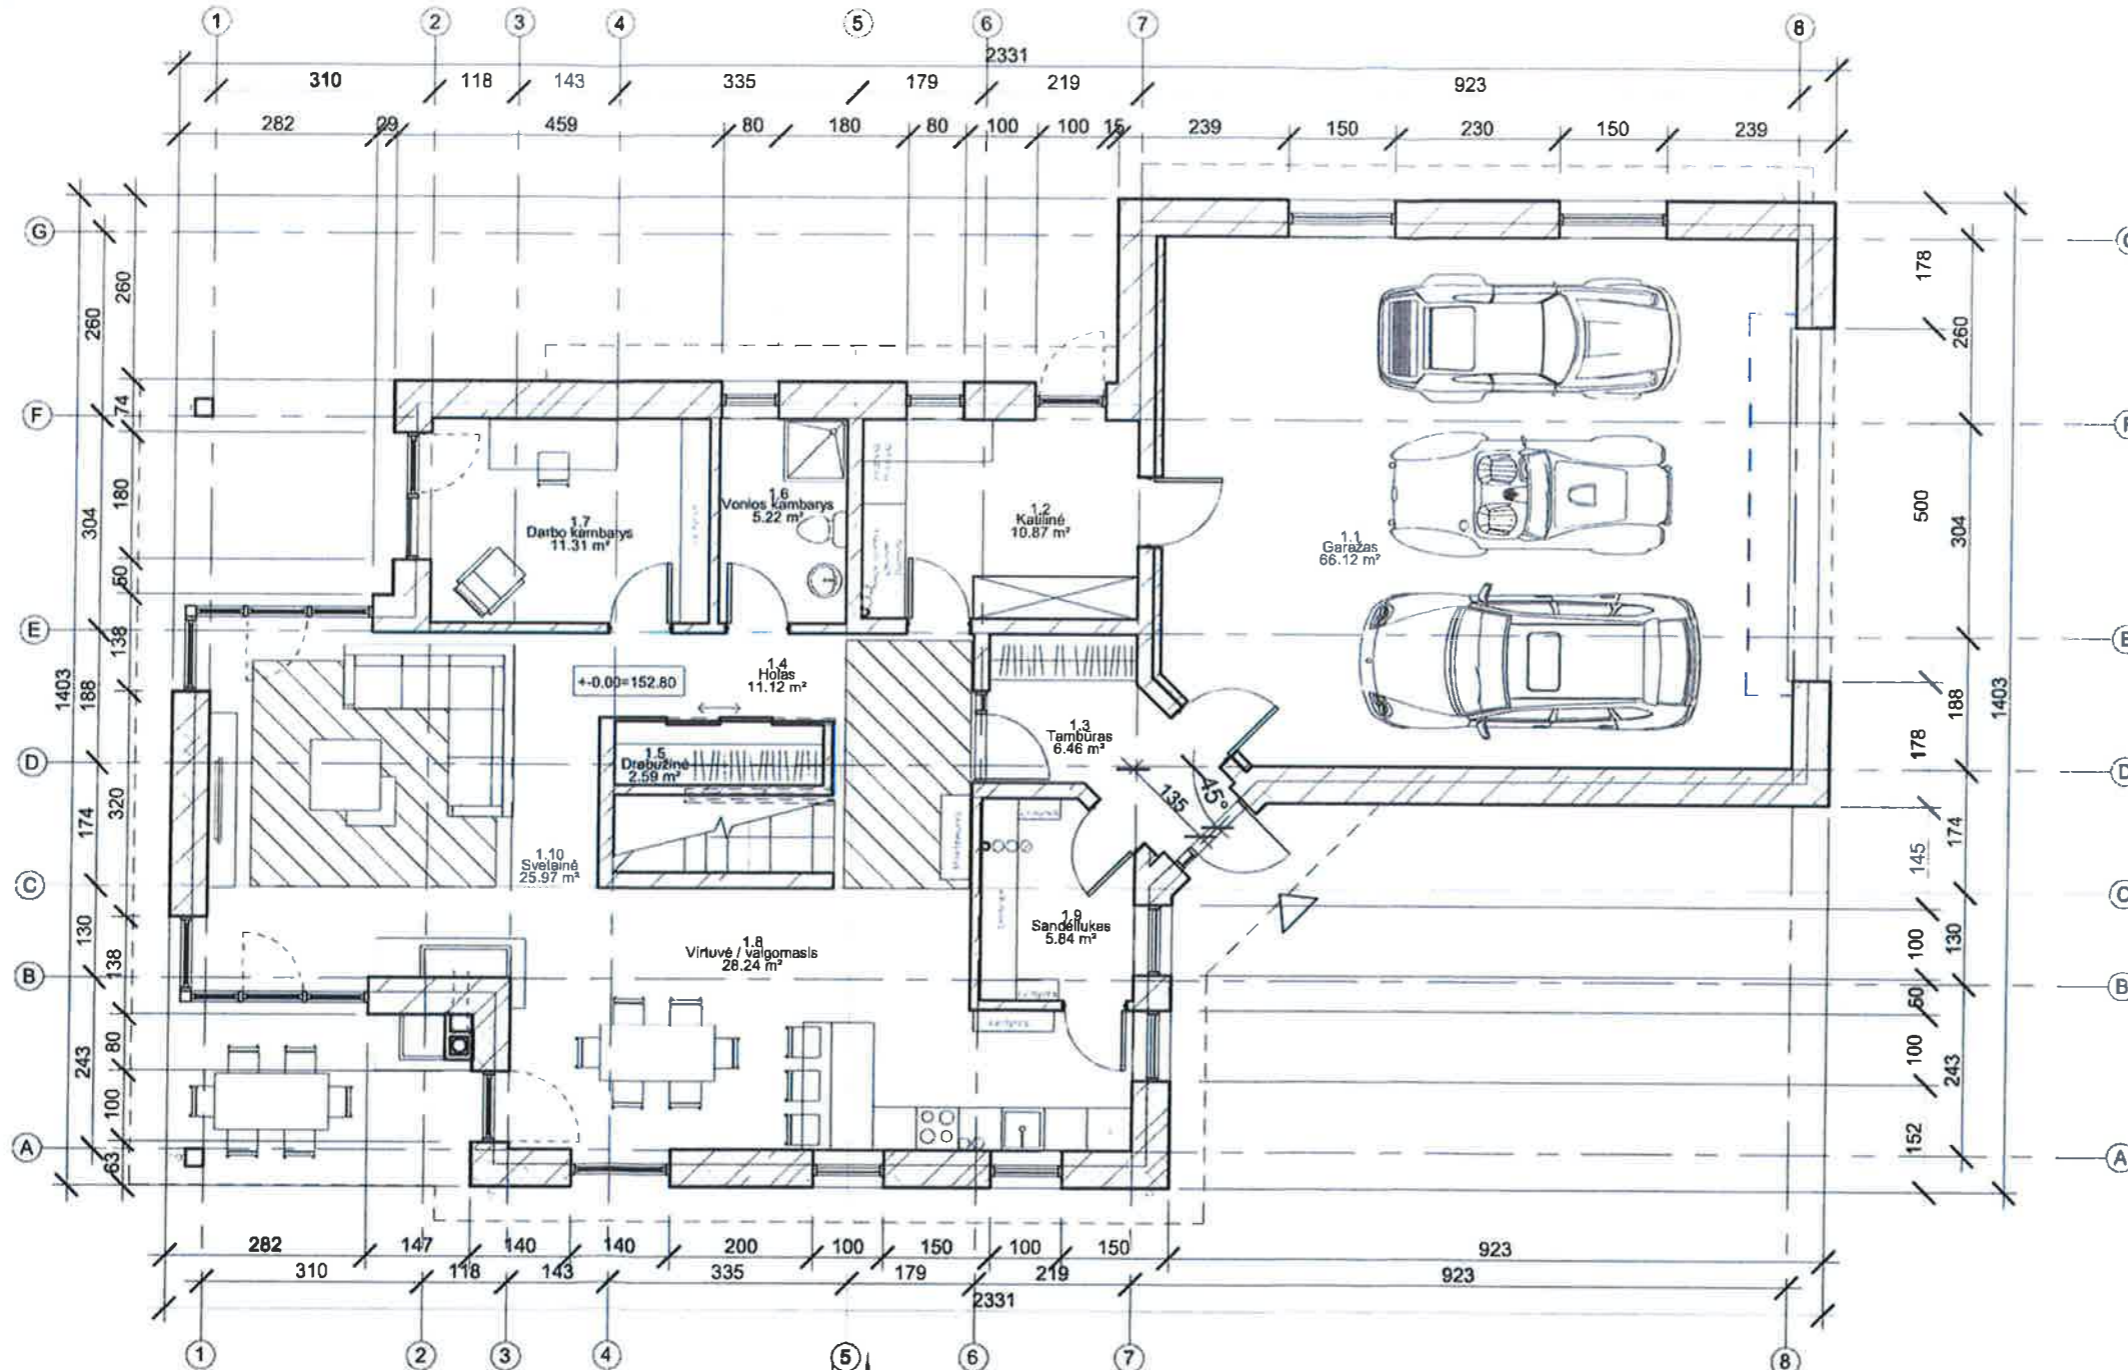 1 2 3 4 5 6 7 8
2331
310 118 143 335 179 219 923
282 29 459 80 180 80 100 100 15 239 150 230 150 239
G
F
E
D
C
B
A
1403
260 304 188 174 130 243
260 74 180 50 138 320 138 80 100 63
1.7
Darbo kambarys
11.31 m²
1.6
Vonios kambarys
5.22 m²
1.2
Katilinė
10.87 m²
1.1
Garažas
66.12 m²
+-0.00=152.80
1.4
Holas
11.12 m²
1.3
Tambūras
6.46 m²
1.5
Drabužinė
2.59 m²
135
45°
1.10
Svetainė
25.97 m²
1.8
Virtuvė / valgomasis
28.24 m²
1.9
Sandėliukas
5.84 m²
178 500 178 145 100 60 100 152
260 304 188 174 130 243
1403
F
E
D
C
B
A
282 147 140 140 200 100 150 100 150 923
310 118 143 335 179 219 923
2331
1 2 3 4 5 6 7 8